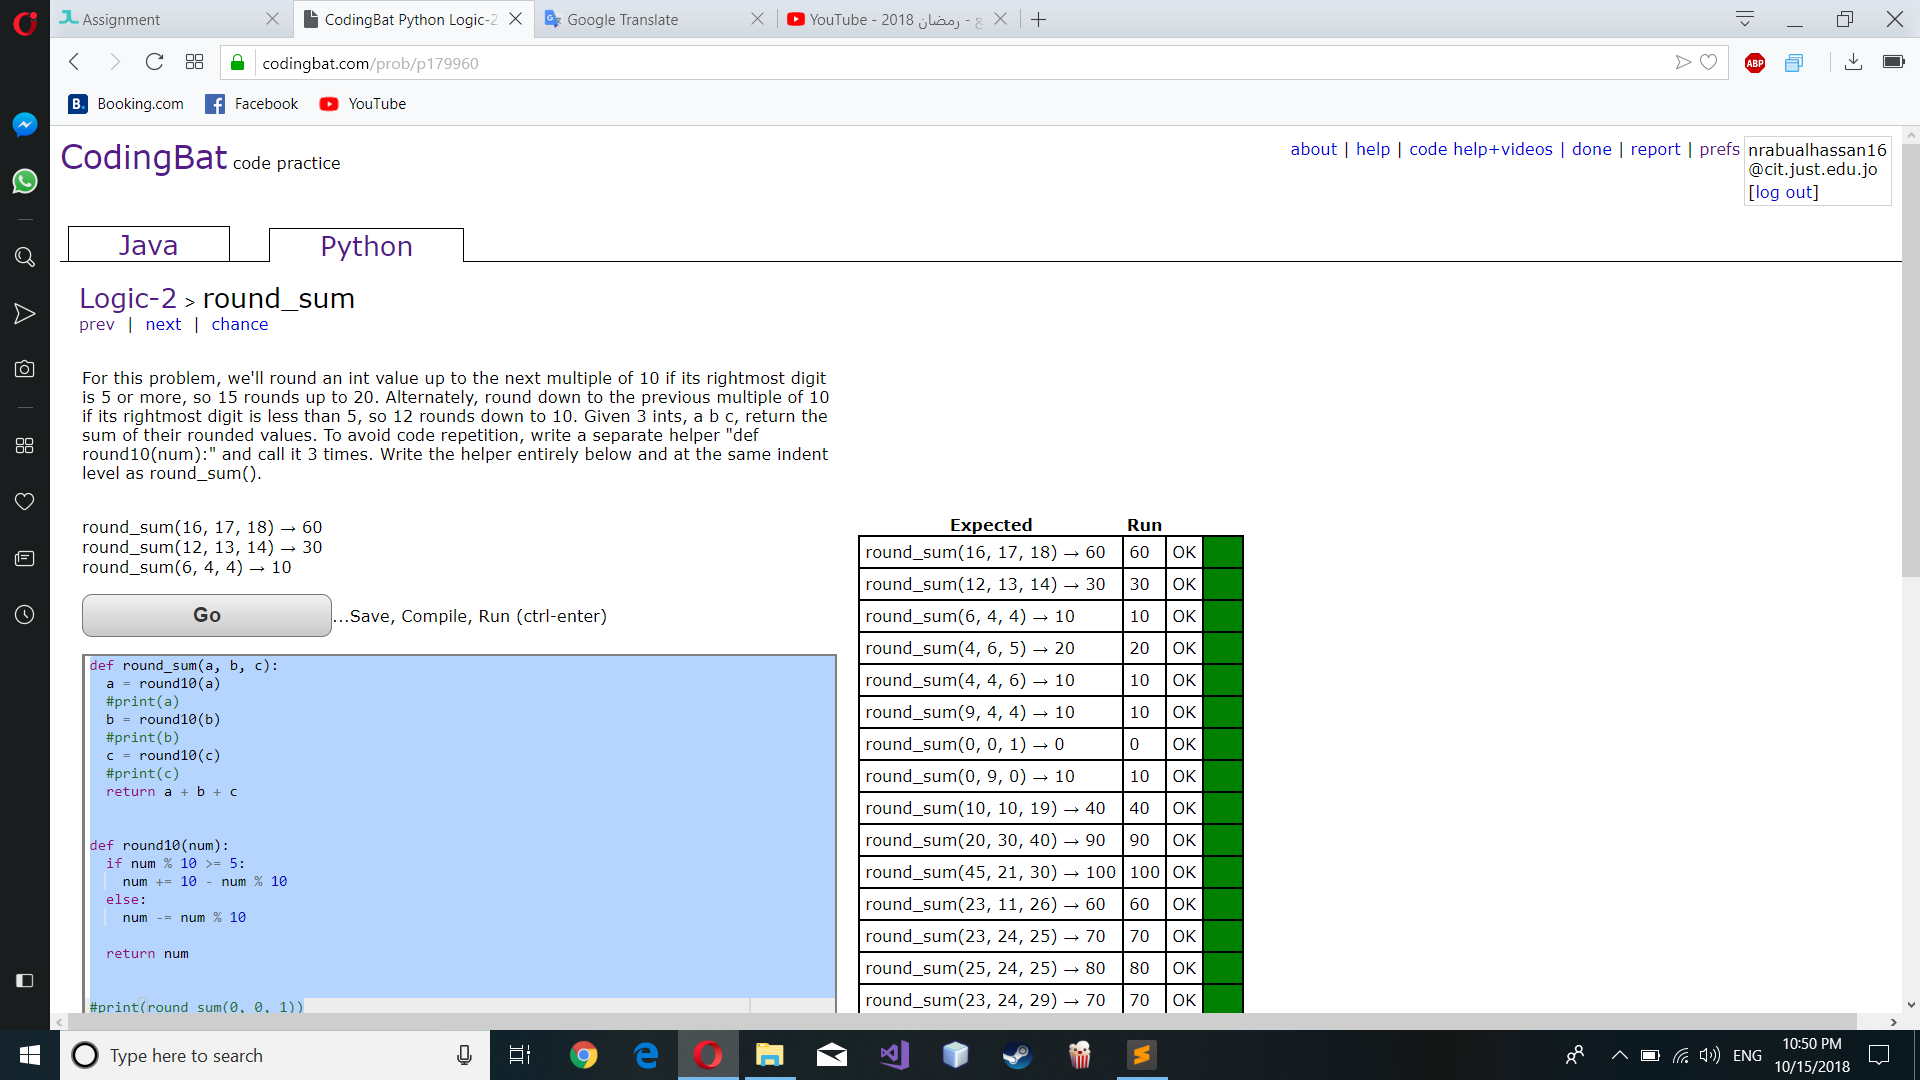 Assignment
CodingBat Python Logic-2
Google Translate
YouTube - 2018 رمضان -
codingbat.com/prob/p179960
ABP
B. Booking.com
Facebook
YouTube
CodingBat code practice
about | help | code help+videos | done | report | prefs
nrabualhassan16
@cit.just.edu.jo
[log out]
Java
Python
Logic-2 > round_sum
prev | next | chance
For this problem, we'll round an int value up to the next multiple of 10 if its rightmost digit
is 5 or more, so 15 rounds up to 20. Alternately, round down to the previous multiple of 10
if its rightmost digit is less than 5, so 12 rounds down to 10. Given 3 ints, a b c, return the
sum of their rounded values. To avoid code repetition, write a separate helper "def
round10(num):" and call it 3 times. Write the helper entirely below and at the same indent
level as round_sum().
round_sum(16, 17, 18) → 60
round_sum(12, 13, 14) → 30
round_sum(6, 4, 4) → 10
Go
...Save, Compile, Run (ctrl-enter)
def round_sum(a, b, c):
  a = round10(a)
  #print(a)
  b = round10(b)
  #print(b)
  c = round10(c)
  #print(c)
  return a + b + c
def round10(num):
  if num % 10 >= 5:
    num += 10 - num % 10
  else:
    num -= num % 10
  return num
#print(round_sum(0, 0, 1))
Expected Run
round_sum(16, 17, 18) → 60 60 OK
round_sum(12, 13, 14) → 30 30 OK
round_sum(6, 4, 4) → 10 10 OK
round_sum(4, 6, 5) → 20 20 OK
round_sum(4, 4, 6) → 10 10 OK
round_sum(9, 4, 4) → 10 10 OK
round_sum(0, 0, 1) → 0 0 OK
round_sum(0, 9, 0) → 10 10 OK
round_sum(10, 10, 19) → 40 40 OK
round_sum(20, 30, 40) → 90 90 OK
round_sum(45, 21, 30) → 100 100 OK
round_sum(23, 11, 26) → 60 60 OK
round_sum(23, 24, 25) → 70 70 OK
round_sum(25, 24, 25) → 80 80 OK
round_sum(23, 24, 29) → 70 70 OK
Type here to search
ENG
10:50 PM
10/15/2018